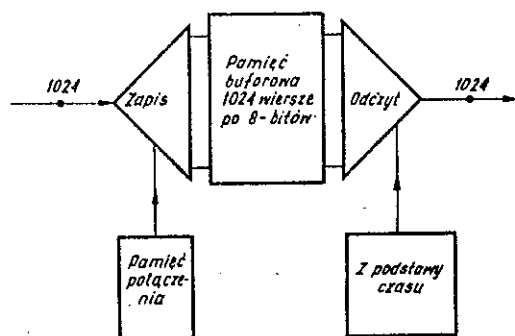 1024
Zapis
Pamięć
buforowa
1024 wiersze
po 8-bitów
Odczyt
1024
Pamięć
połącze-
nia
Z podstawy
czasu